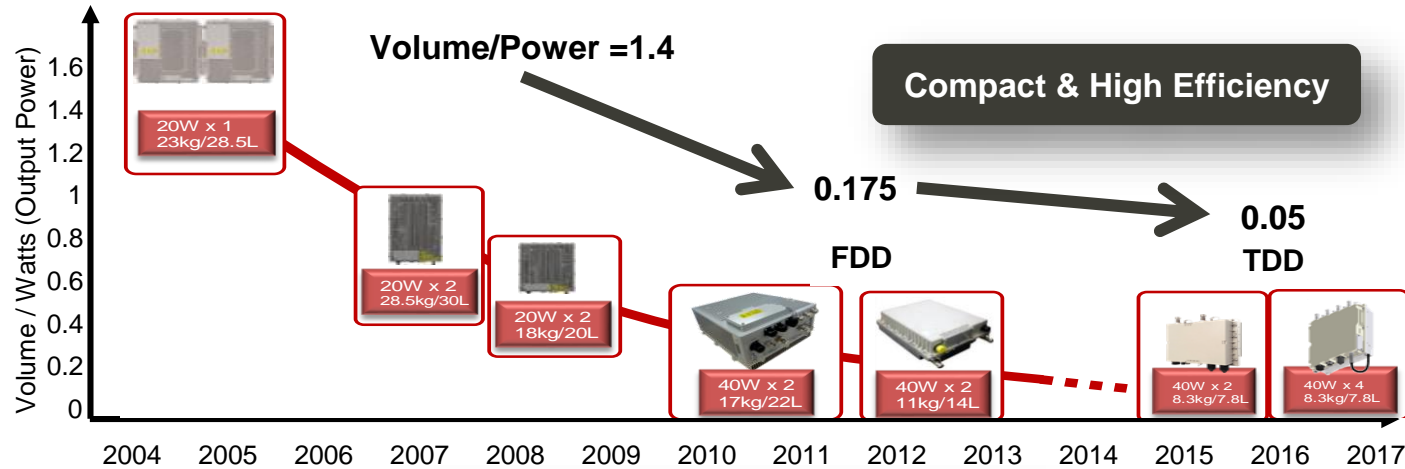 Volume / Watts (Output Power)
1.6
1.4
1.2
1
0.8
0.6
0.4
0.2
0
Volume/Power =1.4
Compact & High Efficiency
0.175
0.05
FDD
TDD
20W x 1
23kg/28.5L
20W x 2
28.5kg/30L
20W x 2
18kg/20L
40W x 2
17kg/22L
40W x 2
11kg/14L
40W x 2
8.3kg/7.8L
40W x 4
8.3kg/7.8L
2004 2005 2006 2007 2008 2009 2010 2011 2012 2013 2014 2015 2016 2017